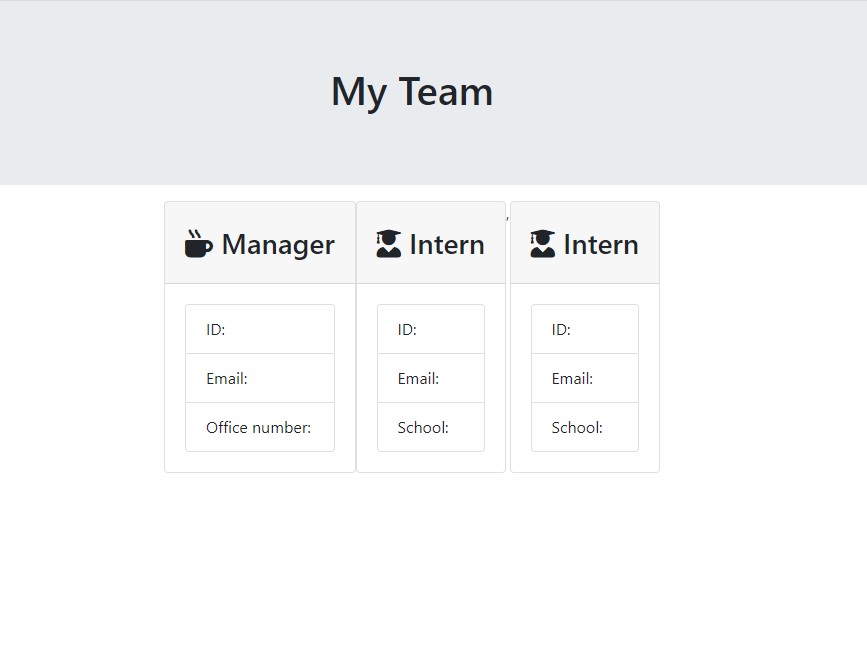 My Team
,
Manager
ID:
Email:
Office number:
Intern
ID:
Email:
School:
Intern
ID:
Email:
School: